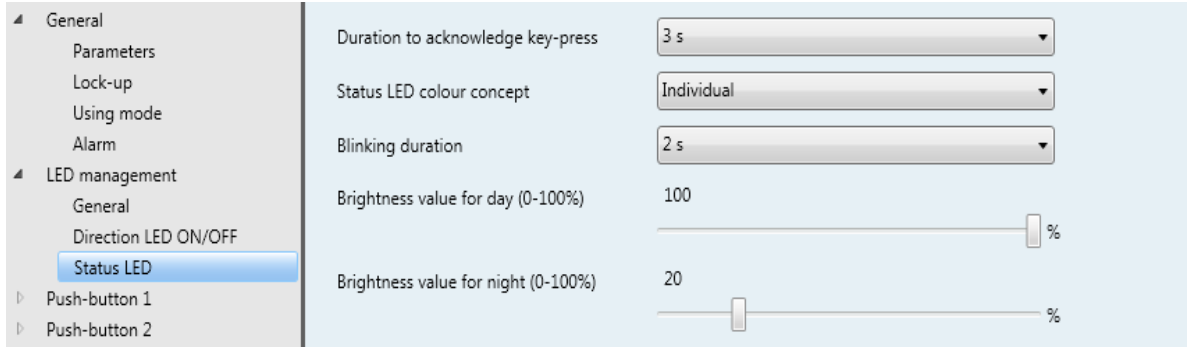 General
Parameters
Lock-up
Using mode
Alarm
LED management
General
Direction LED ON/OFF
Status LED
Push-button 1
Push-button 2
Duration to acknowledge key-press 3 s
Status LED colour concept Individual
Blinking duration 2 s
Brightness value for day (0-100%) 100
%
Brightness value for night (0-100%) 20
%